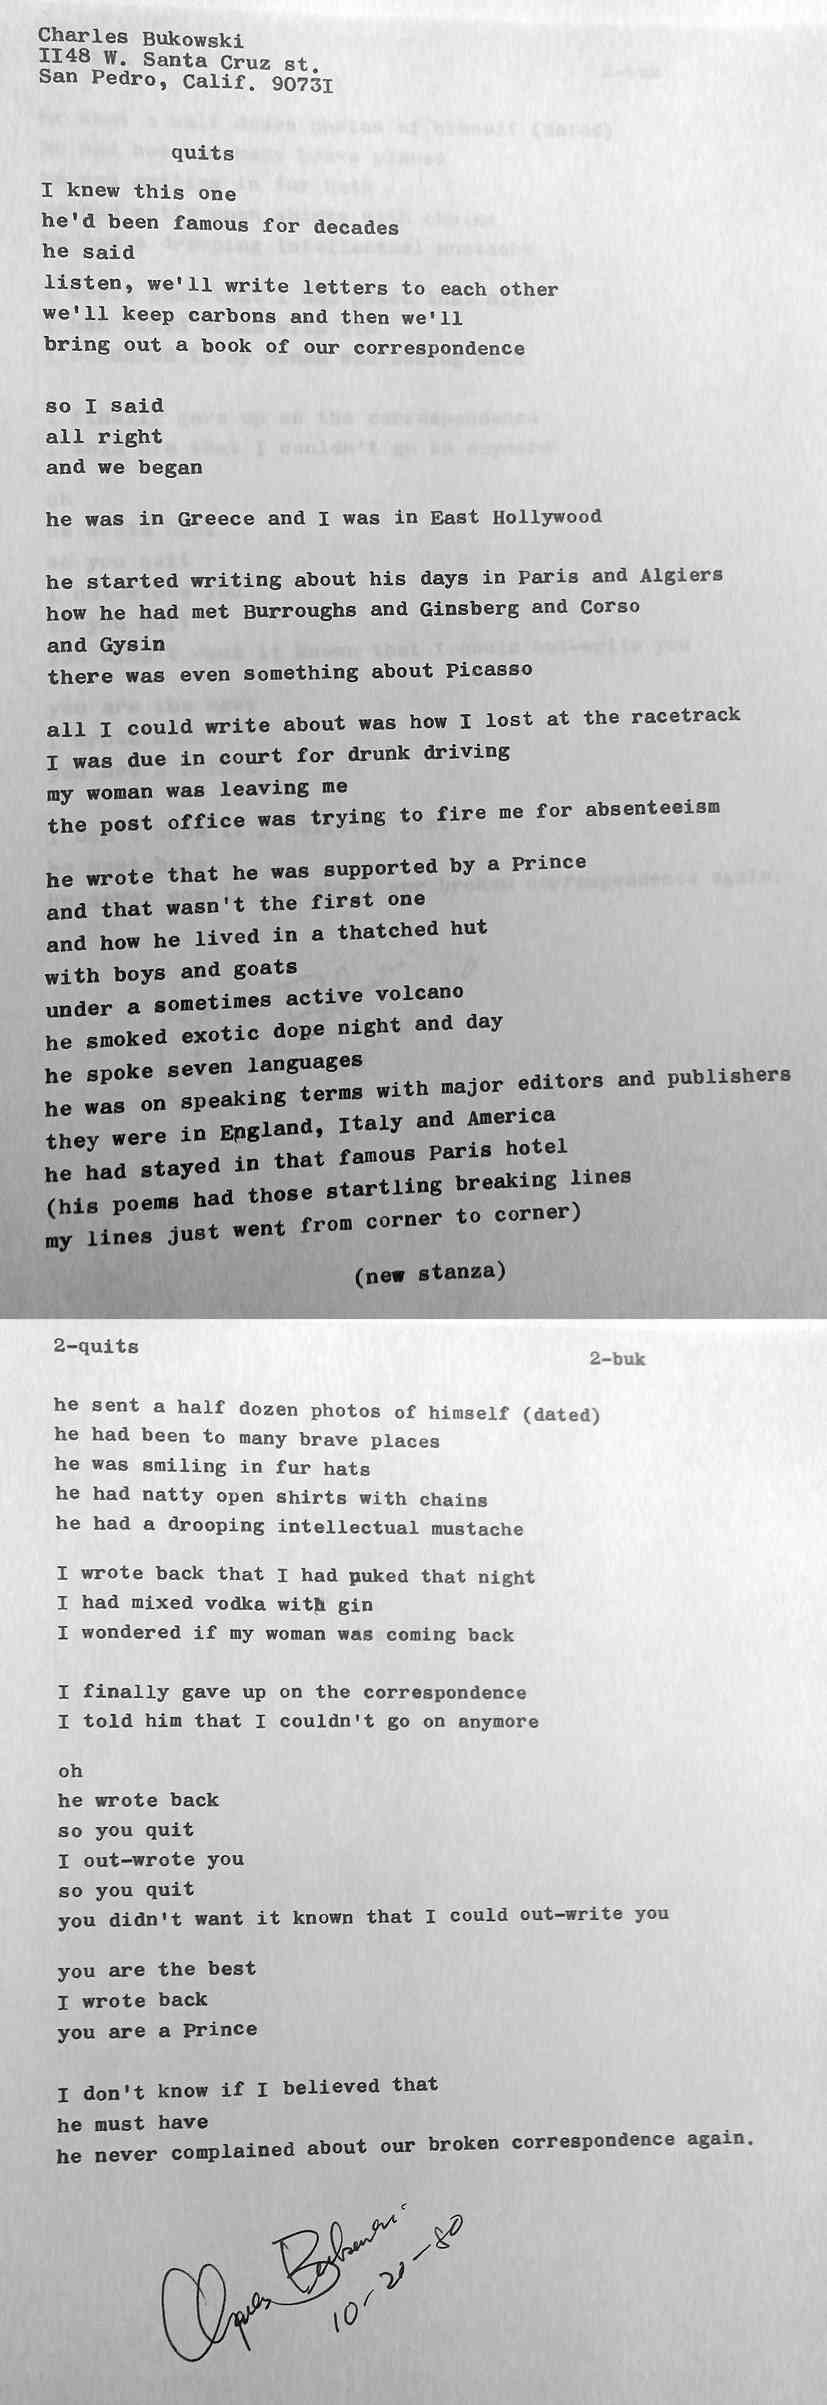 Charles Bukowski
II48 W. Santa Cruz st.
San Pedro, Calif. 9073I
quits
I knew this one
he'd been famous for decades
he said
listen, we'll write letters to each other
we'll keep carbons and then we'll
bring out a book of our correspondence
so I said
all right
and we began
he was in Greece and I was in East Hollywood
he started writing about his days in Paris and Algiers
how he had met Burroughs and Ginsberg and Corso
and Gysin
there was even something about Picasso
all I could write about was how I lost at the racetrack
I was due in court for drunk driving
my woman was leaving me
the post office was trying to fire me for absenteeism
he wrote that he was supported by a Prince
and that wasn't the first one
and how he lived in a thatched hut
with boys and goats
under a sometimes active volcano
he smoked exotic dope night and day
he spoke seven languages
he was on speaking terms with major editors and publishers
they were in England, Italy and America
he had stayed in that famous Paris hotel
(his poems had those startling breaking lines
my lines just went from corner to corner)
(new stanza)
2-quits
2-buk
he sent a half dozen photos of himself (dated)
he had been to many brave places
he was smiling in fur hats
he had natty open shirts with chains
he had a drooping intellectual mustache
I wrote back that I had puked that night
I had mixed vodka with gin
I wondered if my woman was coming back
I finally gave up on the correspondence
I told him that I couldn't go on anymore
oh
he wrote back
so you quit
I out-wrote you
so you quit
you didn't want it known that I could out-write you
you are the best
I wrote back
you are a Prince
I don't know if I believed that
he must have
he never complained about our broken correspondence again.
Charles Bukowski
10-20-80